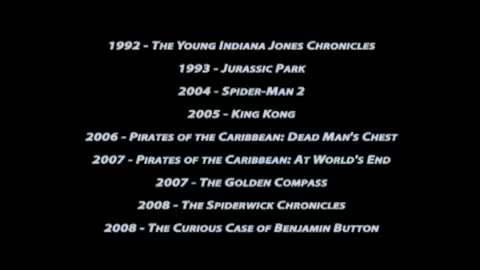 1992 - The Young Indiana Jones Chronicles
1993 - Jurassic Park
2004 - Spider-Man 2
2005 - King Kong
2006 - Pirates of the Caribbean: Dead Man's Chest
2007 - Pirates of the Caribbean: At World's End
2007 - The Golden Compass
2008 - The Spiderwick Chronicles
2008 - The Curious Case of Benjamin Button